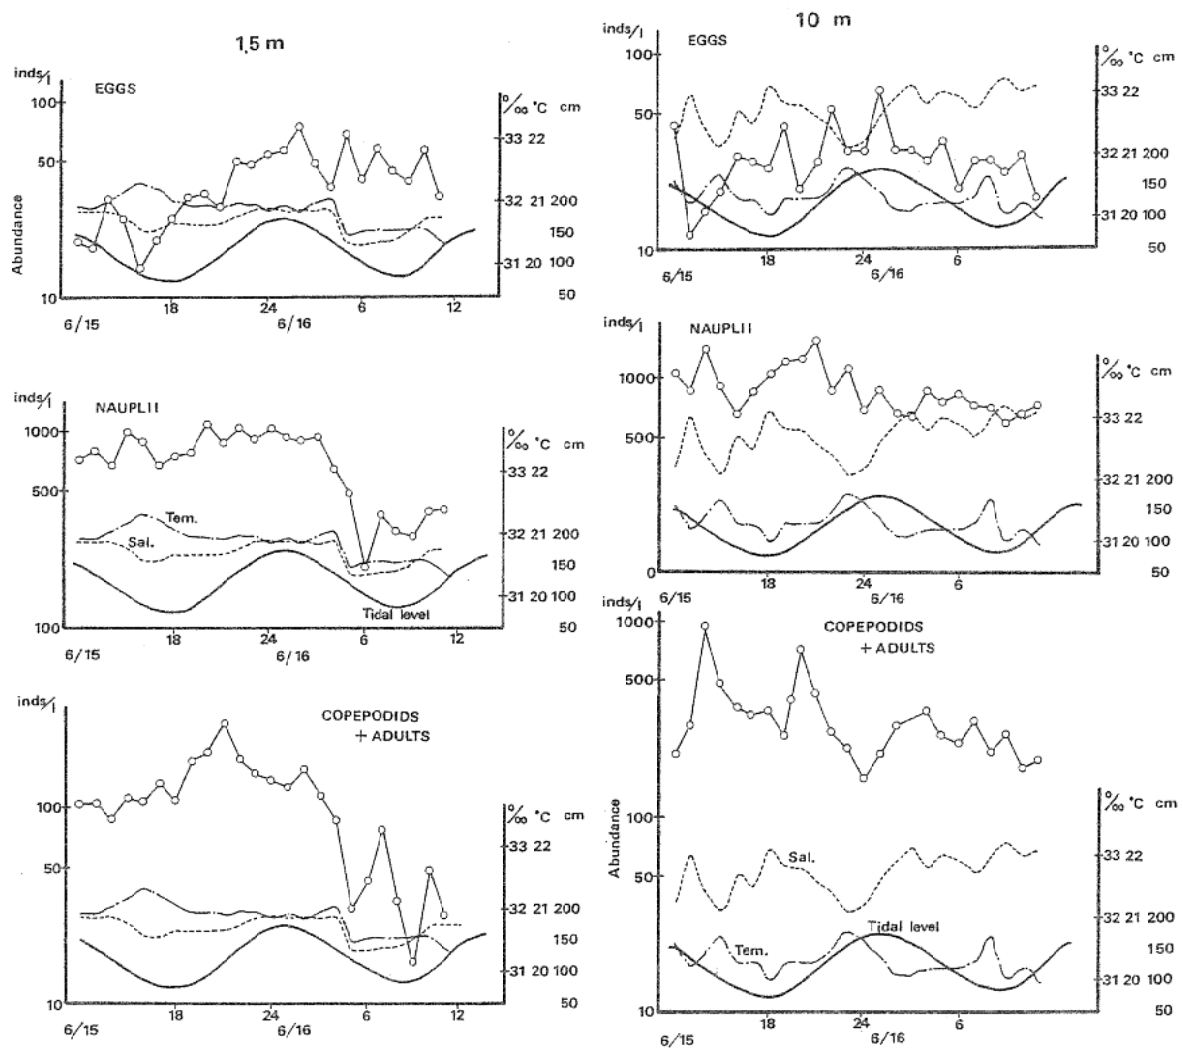 1.5 m
inds/l
EGGS
‰ °C cm
100
33 22
50
32 21 200
150
31 20 100
50
10
Abundance
18 24 6 12
6/15 6/16
inds/l
NAUPLII
‰ °C cm
1000
33 22
500
Tem.
32 21 200
Sal.
150
31 20 100
Tidal level
50
100
18 24 6 12
6/15 6/16
inds/l
COPEPODIDS
+ ADULTS
100
‰ °C cm
33 22
50
32 21 200
150
31 20 100
50
10
18 24 6 12
6/15 6/16
10 m
inds/l
EGGS
100
‰ °C cm
33 22
50
32 21 200
150
31 20 100
50
10
18 24 6
6/15 6/16
inds/l
NAUPLII
1000
‰ °C cm
33 22
500
32 21 200
150
31 20 100
50
0
18 24 6
6/15 6/16
inds/l
1000
COPEPODIDS
+ ADULTS
500
100
‰ °C cm
Sal.
33 22
50
32 21 200
Tidal level
Tem.
150
31 20 100
50
10
Abundance
18 24 6
6/15 6/16